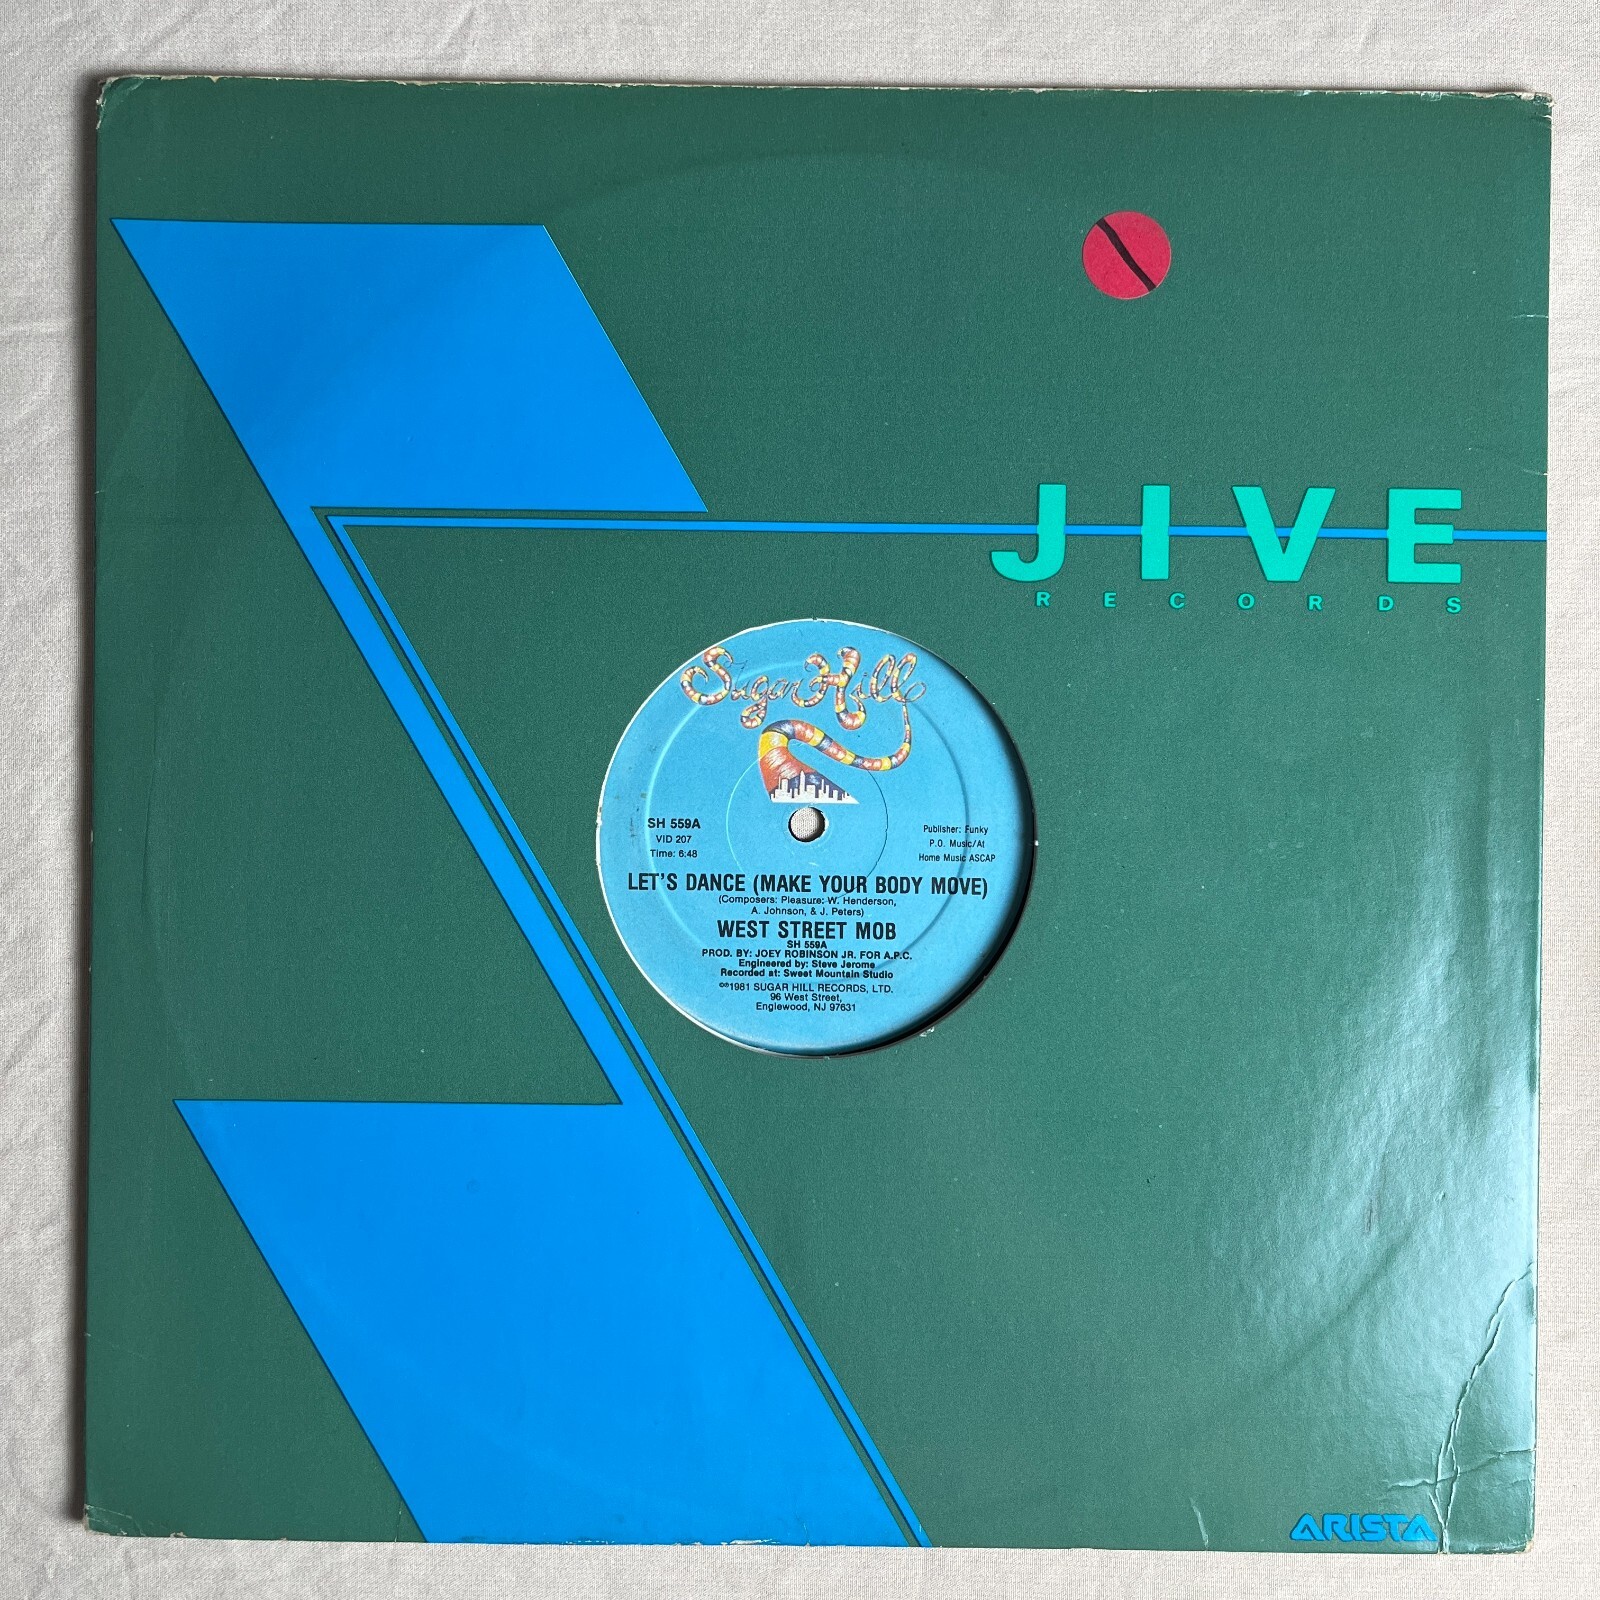 JIVE
RECORDS
Sugar Hill
SH 559A
VID 207
Time: 6:48
Publisher: Funky
P.O. Music/At
Home Music ASCAP
LET'S DANCE (MAKE YOUR BODY MOVE)
(Composers: Pleasure: W. Henderson,
A. Johnson, & J. Peters)
WEST STREET MOB
SH 559A
PROD. BY: JOEY ROBINSON JR. FOR A.P.C.
Engineered by: Steve Jerome
Recorded at: Sweet Mountain Studio
©℗1981 SUGAR HILL RECORDS, LTD.
96 West Street,
Englewood, NJ 97631
ARISTA